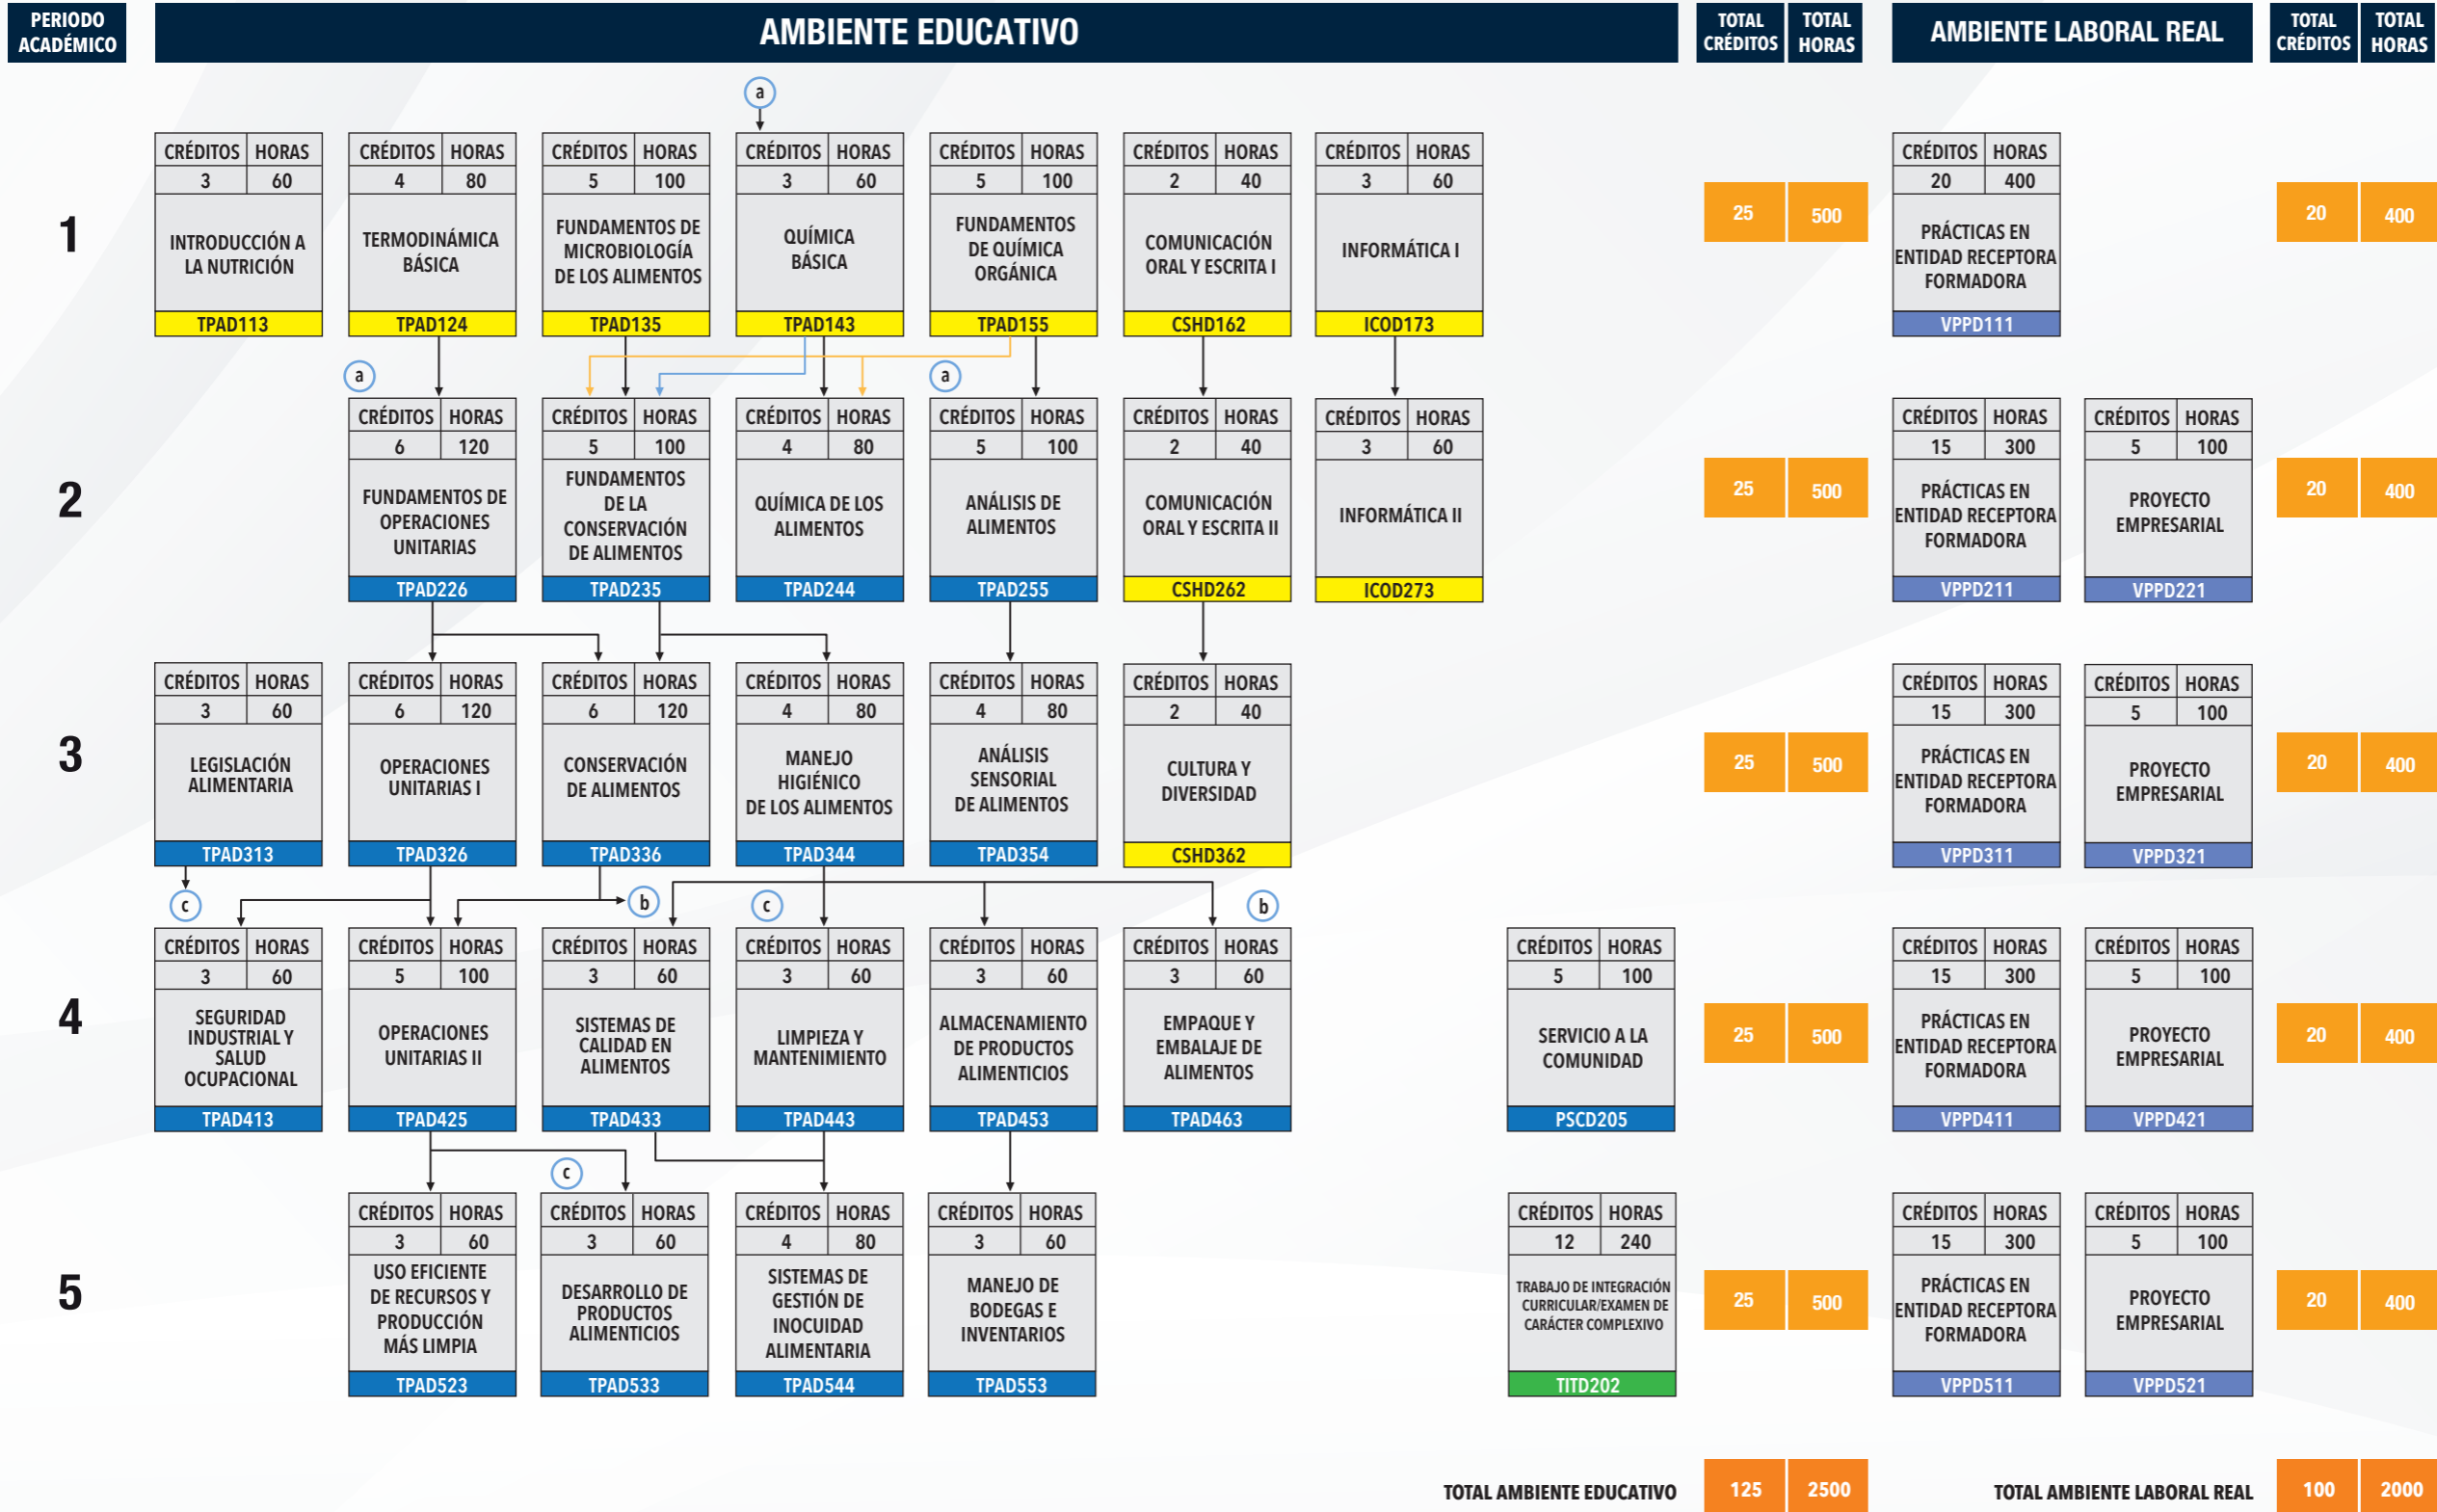 PERIODO
ACADÉMICO
AMBIENTE EDUCATIVO
TOTAL
CRÉDITOS
TOTAL
HORAS
AMBIENTE LABORAL REAL
TOTAL
CRÉDITOS
TOTAL
HORAS
a
1
CRÉDITOS HORAS
3 60
INTRODUCCIÓN A
LA NUTRICIÓN
TPAD113
CRÉDITOS HORAS
4 80
TERMODINÁMICA
BÁSICA
TPAD124
CRÉDITOS HORAS
5 100
FUNDAMENTOS DE
MICROBIOLOGÍA
DE LOS ALIMENTOS
TPAD135
CRÉDITOS HORAS
3 60
QUÍMICA
BÁSICA
TPAD143
CRÉDITOS HORAS
5 100
FUNDAMENTOS
DE QUÍMICA
ORGÁNICA
TPAD155
CRÉDITOS HORAS
2 40
COMUNICACIÓN
ORAL Y ESCRITA I
CSHD162
CRÉDITOS HORAS
3 60
INFORMÁTICA I
ICOD173
25 500
CRÉDITOS HORAS
20 400
PRÁCTICAS EN
ENTIDAD RECEPTORA
FORMADORA
VPPD111
20 400
a
a
2
CRÉDITOS HORAS
6 120
FUNDAMENTOS DE
OPERACIONES
UNITARIAS
TPAD226
CRÉDITOS HORAS
5 100
FUNDAMENTOS
DE LA
CONSERVACIÓN
DE ALIMENTOS
TPAD235
CRÉDITOS HORAS
4 80
QUÍMICA DE LOS
ALIMENTOS
TPAD244
CRÉDITOS HORAS
5 100
ANÁLISIS DE
ALIMENTOS
TPAD255
CRÉDITOS HORAS
2 40
COMUNICACIÓN
ORAL Y ESCRITA II
CSHD262
CRÉDITOS HORAS
3 60
INFORMÁTICA II
ICOD273
25 500
CRÉDITOS HORAS
15 300
PRÁCTICAS EN
ENTIDAD RECEPTORA
FORMADORA
VPPD211
CRÉDITOS HORAS
5 100
PROYECTO
EMPRESARIAL
VPPD221
20 400
3
CRÉDITOS HORAS
3 60
LEGISLACIÓN
ALIMENTARIA
TPAD313
CRÉDITOS HORAS
6 120
OPERACIONES
UNITARIAS I
TPAD326
CRÉDITOS HORAS
6 120
CONSERVACIÓN
DE ALIMENTOS
TPAD336
CRÉDITOS HORAS
4 80
MANEJO
HIGIÉNICO
DE LOS ALIMENTOS
TPAD344
CRÉDITOS HORAS
4 80
ANÁLISIS
SENSORIAL
DE ALIMENTOS
TPAD354
CRÉDITOS HORAS
2 40
CULTURA Y
DIVERSIDAD
CSHD362
25 500
CRÉDITOS HORAS
15 300
PRÁCTICAS EN
ENTIDAD RECEPTORA
FORMADORA
VPPD311
CRÉDITOS HORAS
5 100
PROYECTO
EMPRESARIAL
VPPD321
20 400
c
b
c
b
4
CRÉDITOS HORAS
3 60
SEGURIDAD
INDUSTRIAL Y
SALUD
OCUPACIONAL
TPAD413
CRÉDITOS HORAS
5 100
OPERACIONES
UNITARIAS II
TPAD425
CRÉDITOS HORAS
3 60
SISTEMAS DE
CALIDAD EN
ALIMENTOS
TPAD433
CRÉDITOS HORAS
3 60
LIMPIEZA Y
MANTENIMIENTO
TPAD443
CRÉDITOS HORAS
3 60
ALMACENAMIENTO
DE PRODUCTOS
ALIMENTICIOS
TPAD453
CRÉDITOS HORAS
3 60
EMPAQUE Y
EMBALAJE DE
ALIMENTOS
TPAD463
CRÉDITOS HORAS
5 100
SERVICIO A LA
COMUNIDAD
PSCD205
25 500
CRÉDITOS HORAS
15 300
PRÁCTICAS EN
ENTIDAD RECEPTORA
FORMADORA
VPPD411
CRÉDITOS HORAS
5 100
PROYECTO
EMPRESARIAL
VPPD421
20 400
c
5
CRÉDITOS HORAS
3 60
USO EFICIENTE
DE RECURSOS Y
PRODUCCIÓN
MÁS LIMPIA
TPAD523
CRÉDITOS HORAS
3 60
DESARROLLO DE
PRODUCTOS
ALIMENTICIOS
TPAD533
CRÉDITOS HORAS
4 80
SISTEMAS DE
GESTIÓN DE
INOCUIDAD
ALIMENTARIA
TPAD544
CRÉDITOS HORAS
3 60
MANEJO DE
BODEGAS E
INVENTARIOS
TPAD553
CRÉDITOS HORAS
12 240
TRABAJO DE INTEGRACIÓN
CURRICULAR/EXAMEN DE
CARÁCTER COMPLEXIVO
TITD202
25 500
CRÉDITOS HORAS
15 300
PRÁCTICAS EN
ENTIDAD RECEPTORA
FORMADORA
VPPD511
CRÉDITOS HORAS
5 100
PROYECTO
EMPRESARIAL
VPPD521
20 400
TOTAL AMBIENTE EDUCATIVO 125 2500
TOTAL AMBIENTE LABORAL REAL 100 2000